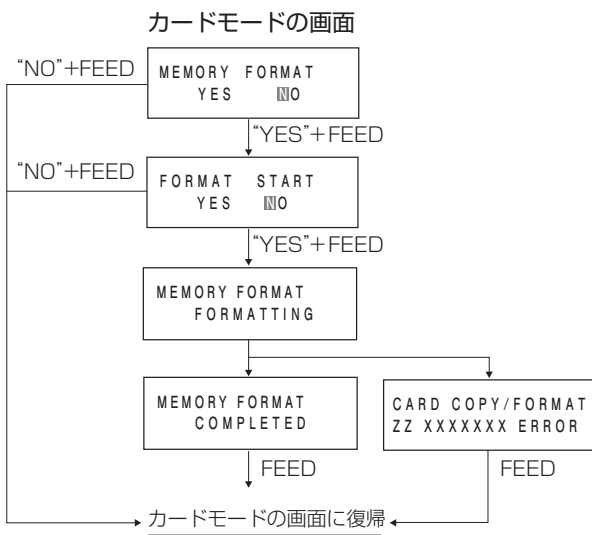 カードモードの画面
“NO”+FEED
MEMORY FORMAT
YES NO
“YES”+FEED
“NO”+FEED
FORMAT START
YES NO
“YES”+FEED
MEMORY FORMAT
FORMATTING
MEMORY FORMAT
COMPLETED
CARD COPY/FORMAT
ZZ XXXXXXX ERROR
FEED
FEED
カードモードの画面に復帰